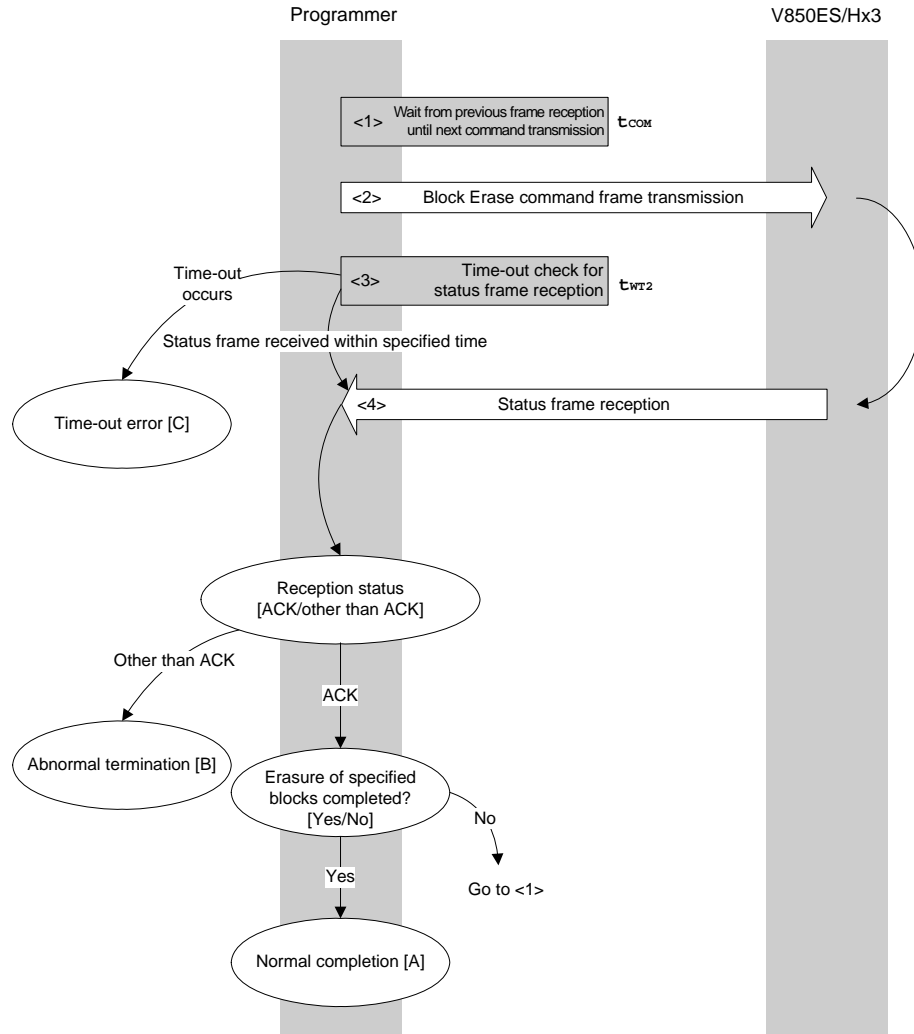 Programmer
V850ES/Hx3
<1>
Wait from previous frame reception
until next command transmission
tCOM
<2>
Block Erase command frame transmission
Time-out
occurs
<3>
Time-out check for
status frame reception
tWT2
Status frame received within specified time
<4>
Status frame reception
Time-out error [C]
Reception status
[ACK/other than ACK]
Other than ACK
ACK
Abnormal termination [B]
Erasure of specified
blocks completed?
[Yes/No]
No
Yes
Go to <1>
Normal completion [A]